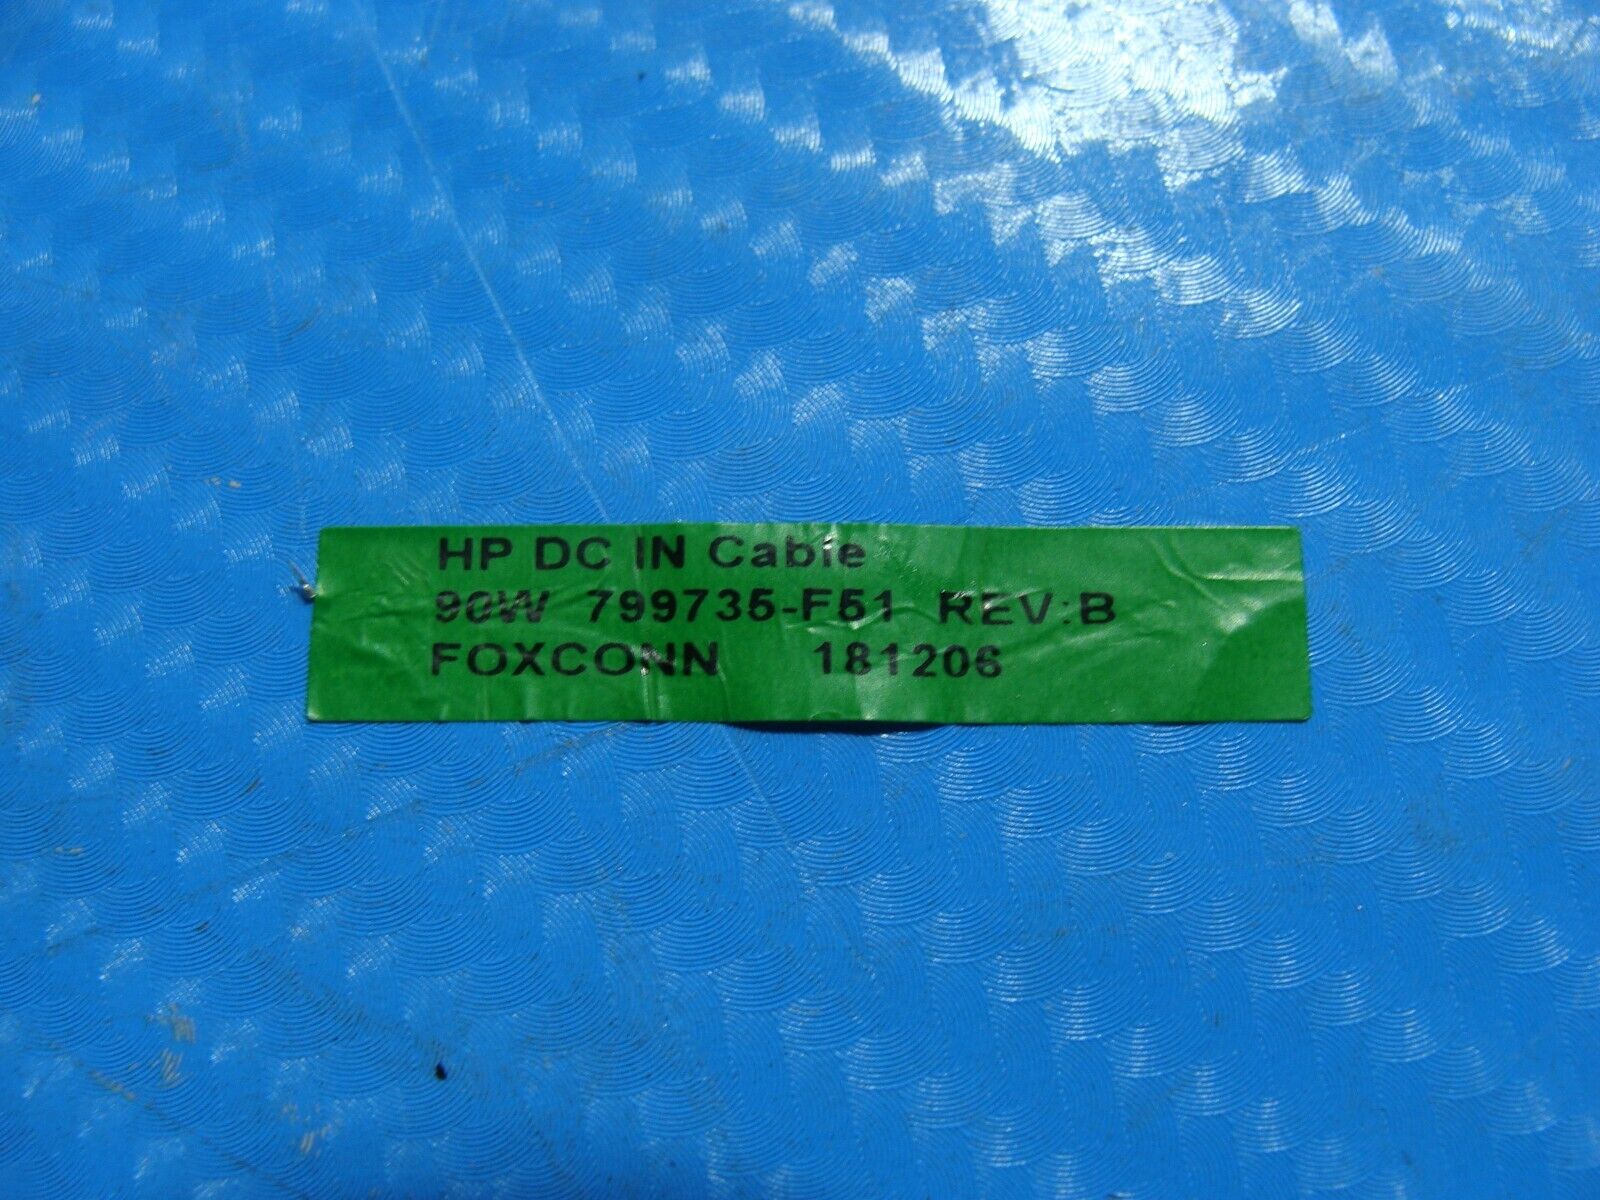 HP DC IN Cable
90W 799735-F51 REV:B
FOXCONN 181206